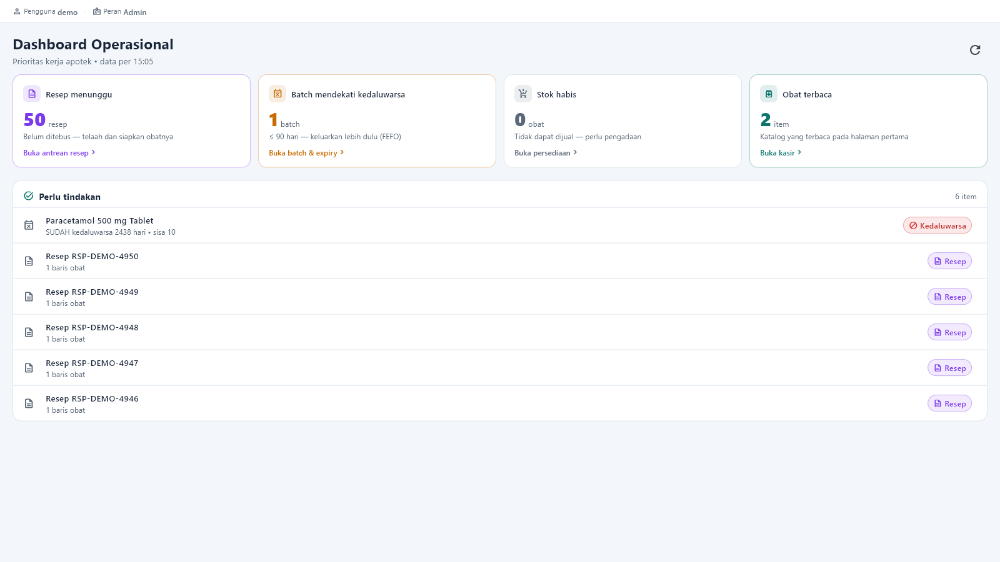 Pengguna demo · Peran Admin
Dashboard Operasional
Prioritas kerja apotek • data per 15:05
Resep menunggu
50 resep
Belum ditebus — telaah dan siapkan obatnya
Buka antrean resep
Batch mendekati kedaluwarsa
1 batch
≤ 90 hari — keluarkan lebih dulu (FEFO)
Buka batch & expiry
Stok habis
0 obat
Tidak dapat dijual — perlu pengadaan
Buka persediaan
Obat terbaca
2 item
Katalog yang terbaca pada halaman pertama
Buka kasir
Perlu tindakan 6 item
Paracetamol 500 mg Tablet
SUDAH kedaluwarsa 2438 hari • sisa 10
Kedaluwarsa
Resep RSP-DEMO-4950
1 baris obat
Resep
Resep RSP-DEMO-4949
1 baris obat
Resep
Resep RSP-DEMO-4948
1 baris obat
Resep
Resep RSP-DEMO-4947
1 baris obat
Resep
Resep RSP-DEMO-4946
1 baris obat
Resep